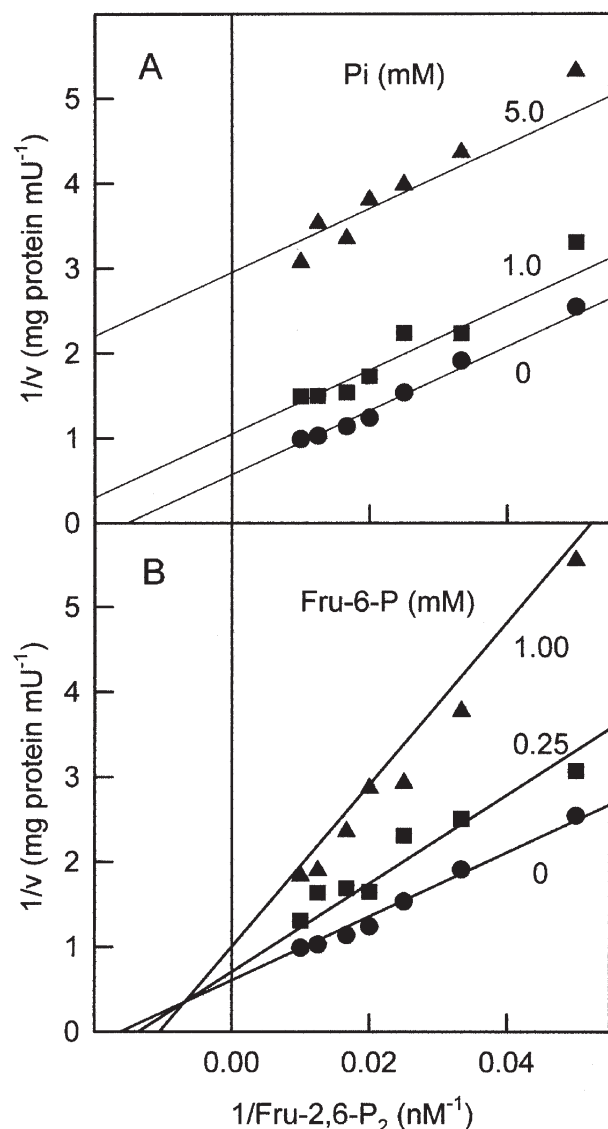 A
Pi (mM)
5
5.0
4
3
1.0
2
0
1
0
1/v (mg protein mU⁻¹)
B
Fru-6-P (mM)
5
1.00
4
3
0.25
2
0
1
0
1/v (mg protein mU⁻¹)
0.00 0.02 0.04
1/Fru-2,6-P₂ (nM⁻¹)